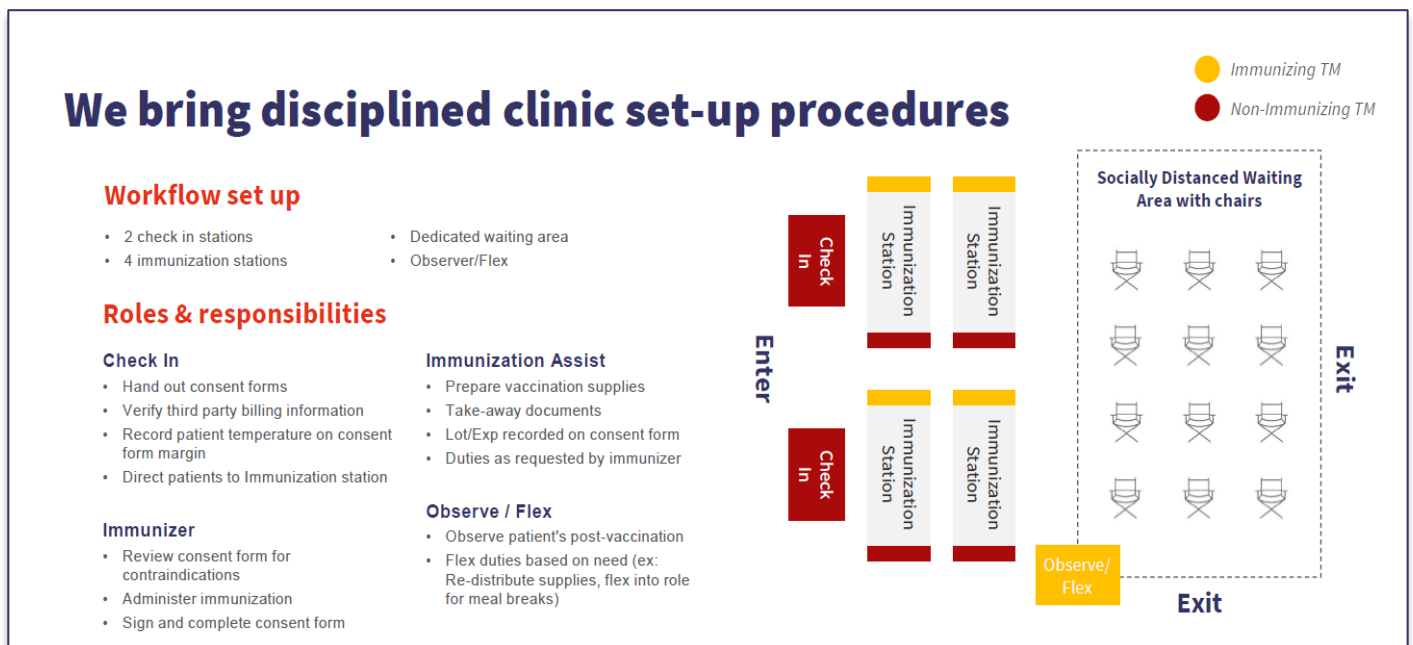 Immunizing TM
Non-Immunizing TM
We bring disciplined clinic set-up procedures
Workflow set up
• 2 check in stations
• 4 immunization stations
• Dedicated waiting area
• Observer/Flex
Roles & responsibilities
Check In
• Hand out consent forms
• Verify third party billing information
• Record patient temperature on consent
form margin
• Direct patients to Immunization station
Immunizer
• Review consent form for
contraindications
• Administer immunization
• Sign and complete consent form
Immunization Assist
• Prepare vaccination supplies
• Take-away documents
• Lot/Exp recorded on consent form
• Duties as requested by immunizer
Observe / Flex
• Observe patient's post-vaccination
• Flex duties based on need (ex:
Re-distribute supplies, flex into role
for meal breaks)
Enter
Check
In
Immunization
Station
Immunization
Station
Check
In
Immunization
Station
Immunization
Station
Socially Distanced Waiting
Area with chairs
Exit
Observe/
Flex
Exit